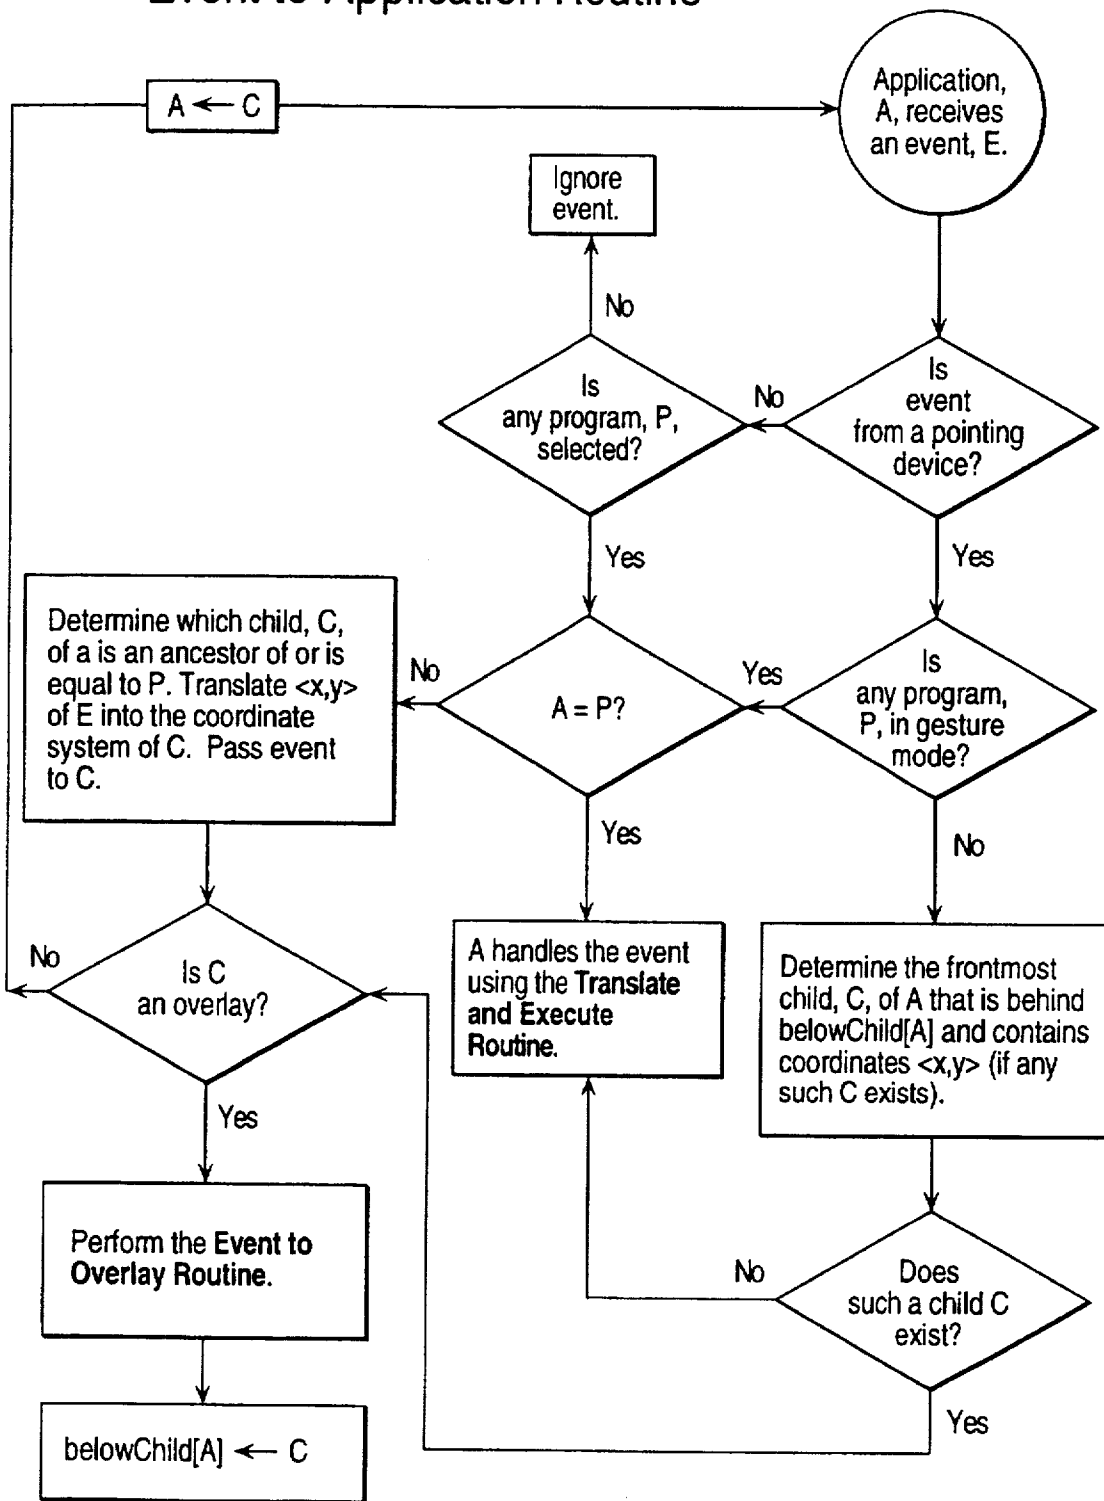 Event to Application Routine
A ← C
Application,
A, receives
an event, E.
Ignore
event.
No
Is
any program, P,
selected?
No
Is
event
from a pointing
device?
Yes
Yes
Determine which child, C,
of a is an ancestor of or is
equal to P. Translate <x,y>
of E into the coordinate
system of C. Pass event
to C.
No
A = P?
Yes
Is
any program,
P, in gesture
mode?
Yes
No
No
Is C
an overlay?
A handles the event
using the Translate
and Execute
Routine.
Determine the frontmost
child, C, of A that is behind
belowChild[A] and contains
coordinates <x,y> (if any
such C exists).
Yes
Perform the Event to
Overlay Routine.
No
Does
such a child C
exist?
Yes
belowChild[A] ← C